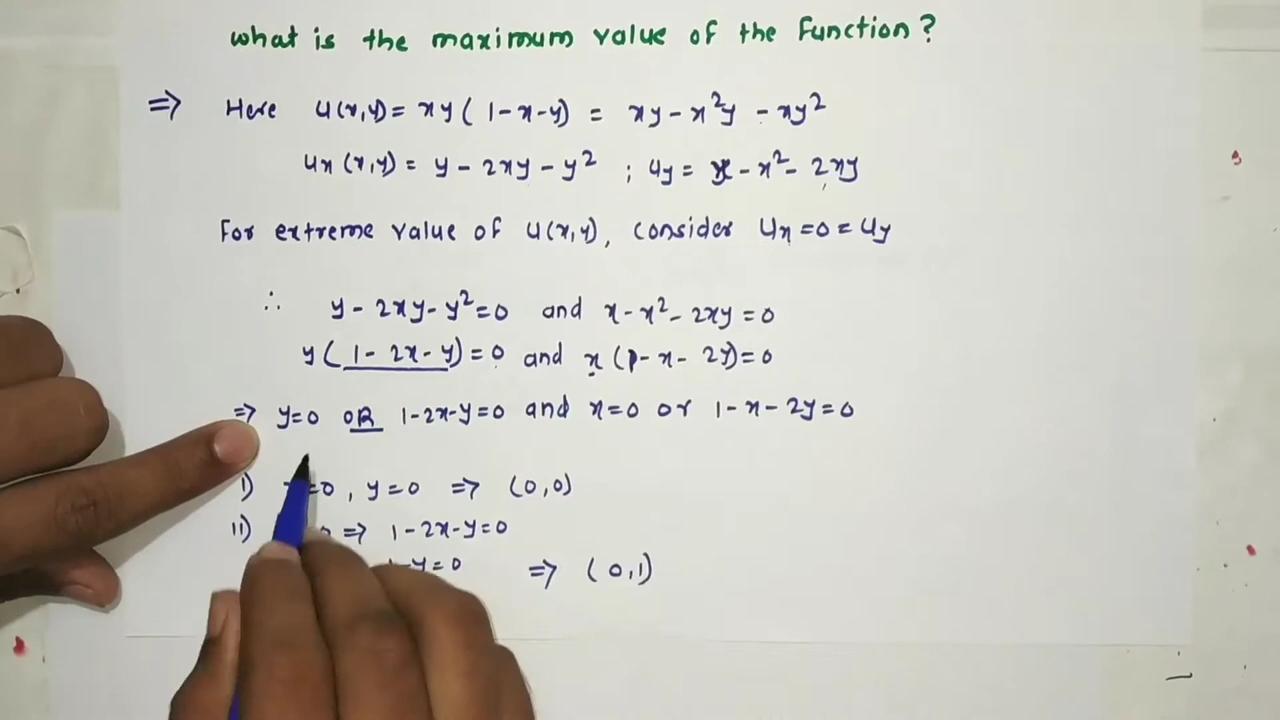 what is the maximum value of the function?
⇒ Here u(x,y) = xy(1-x-y) = xy - x²y - xy²
ux(x,y) = y - 2xy - y² ; uy = x - x² - 2xy
For extreme value of u(x,y), consider ux = 0 = uy
∴ y - 2xy - y² = 0 and x - x² - 2xy = 0
y(1 - 2x - y) = 0 and x(1 - x - 2y) = 0
⇒ y=0 OR 1-2x-y=0 and x=0 or 1-x-2y=0
i) =0, y=0 ⇒ (0,0)
ii) ⇒ 1-2x-y=0
-y=0 ⇒ (0,1)